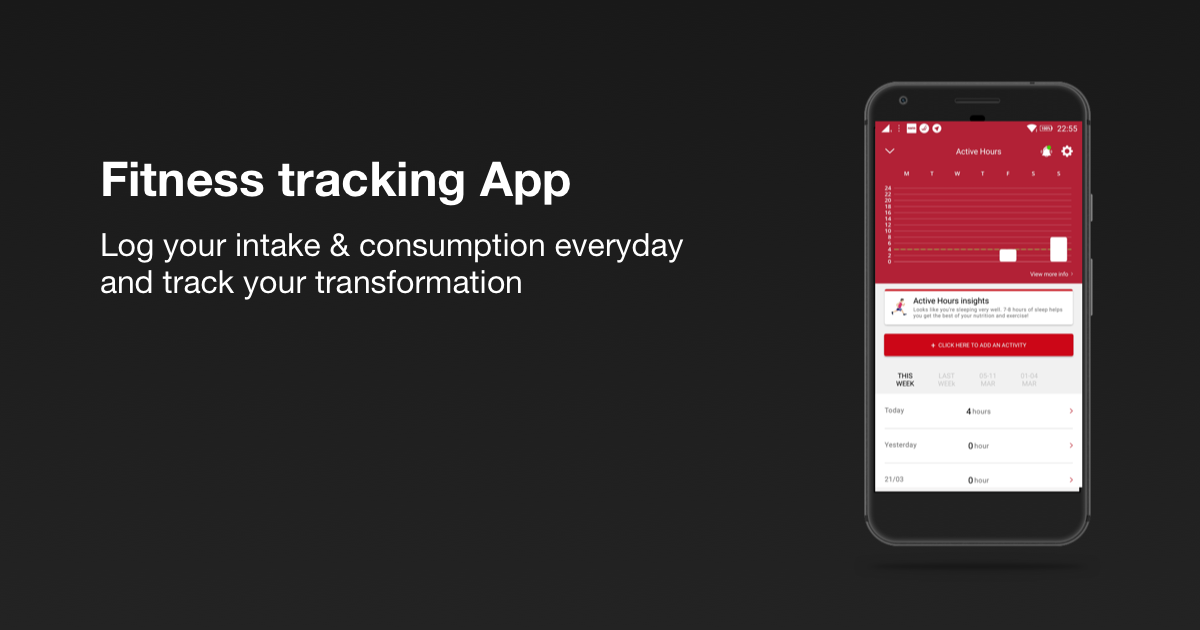 Fitness tracking App
Log your intake & consumption everyday
and track your transformation
22:55
Active Hours
M T W T F S S
24
22
20
18
16
14
12
10
8
6
4
2
0
View more info ›
Active Hours insights
Looks like you're sleeping very well. 7-8 hours of sleep helps
you get the best of your nutrition and exercise!
+ CLICK HERE TO ADD AN ACTIVITY
THIS WEEK
LAST WEEK
05-11 MAR
Today 4 hours
Yesterday 0 hour
21/03 0 hour